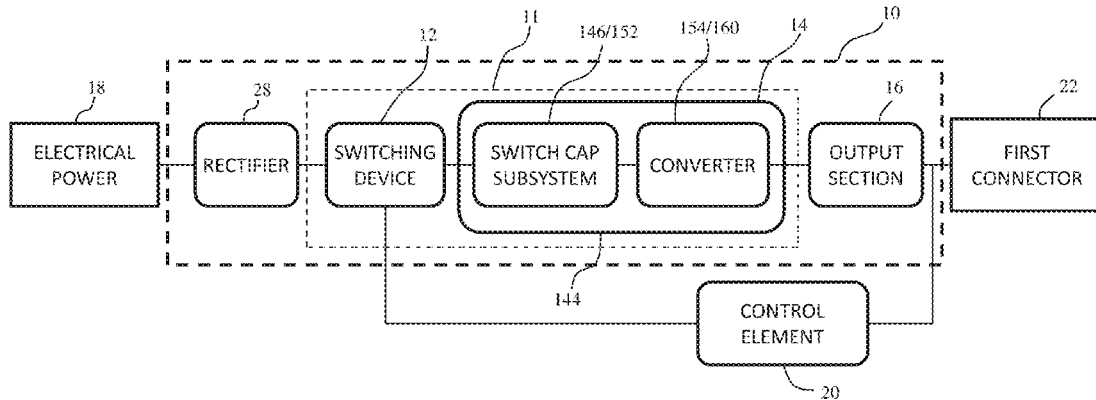 11
12
146/152
154/160
14
10
18
28
16
22
ELECTRICAL
POWER
RECTIFIER
SWITCHING
DEVICE
SWITCH CAP
SUBSYSTEM
CONVERTER
OUTPUT
SECTION
FIRST
CONNECTOR
144
CONTROL
ELEMENT
20